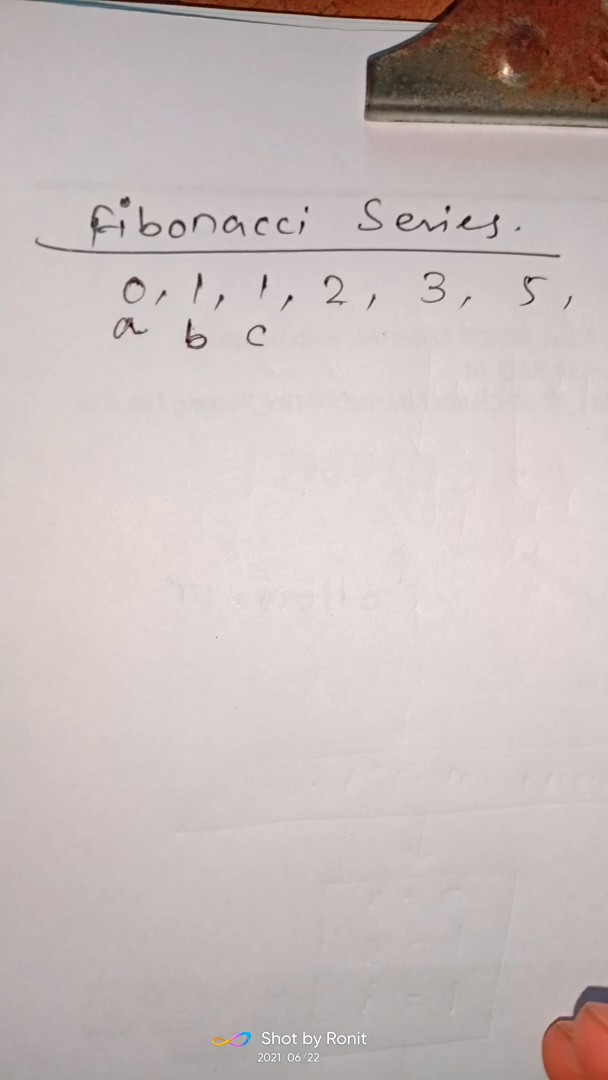 Fibonacci Series.
0, 1, 1, 2, 3, 5,
a b c
Shot by Ronit
2021/06/22